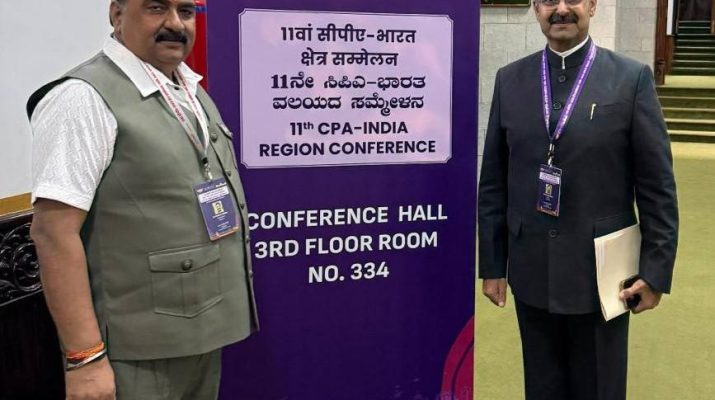 11वां सीपीए-भारत
क्षेत्र सम्मेलन
11ನೇ ಸಿಪಿಎ-ಭಾರತ
ವಲಯದ ಸಮ್ಮೇಳನ
11th CPA-INDIA
REGION CONFERENCE
CONFERENCE HALL
3RD FLOOR ROOM
NO. 334